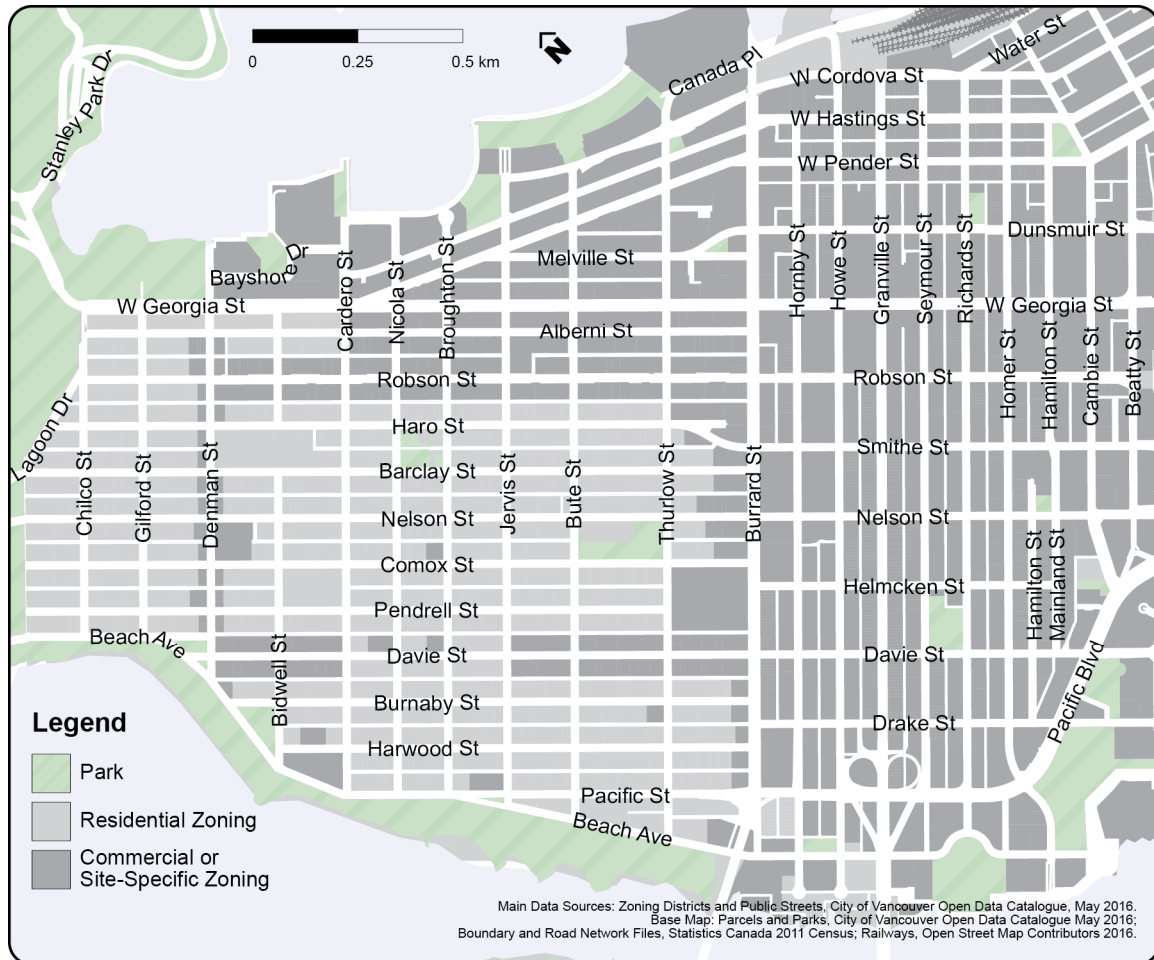 0
0.25
0.5 km
N
Stanley Park Dr
Canada Pl
Water St
W Cordova St
W Hastings St
W Pender St
Dunsmuir St
Melville St
Bayshore Dr
W Georgia St
W Georgia St
Cardero St
Nicola St
Broughton St
Hornby St
Howe St
Granville St
Seymour St
Richards St
Alberni St
Robson St
Robson St
Homer St
Hamilton St
Cambie St
Beatty St
Lagoon Dr
Haro St
Smithe St
Barclay St
Chilco St
Gilford St
Denman St
Jervis St
Bute St
Thurlow St
Burrard St
Nelson St
Nelson St
Comox St
Helmcken St
Hamilton St
Mainland St
Pendrell St
Beach Ave
Davie St
Davie St
Bidwell St
Burnaby St
Drake St
Pacific Blvd
Harwood St
Pacific St
Beach Ave
Legend
Park
Residential Zoning
Commercial or
Site-Specific Zoning
Main Data Sources: Zoning Districts and Public Streets, City of Vancouver Open Data Catalogue, May 2016.
Base Map: Parcels and Parks, City of Vancouver Open Data Catalogue May 2016;
Boundary and Road Network Files, Statistics Canada 2011 Census; Railways, Open Street Map Contributors 2016.